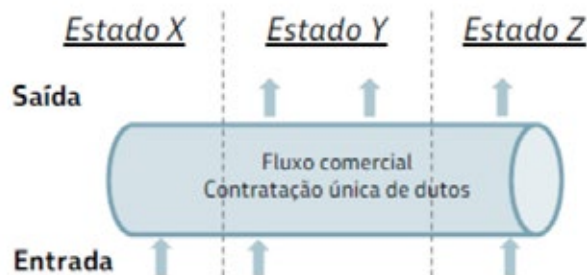 Estado X Estado Y Estado Z
Saída
Fluxo comercial
Contratação única de dutos
Entrada